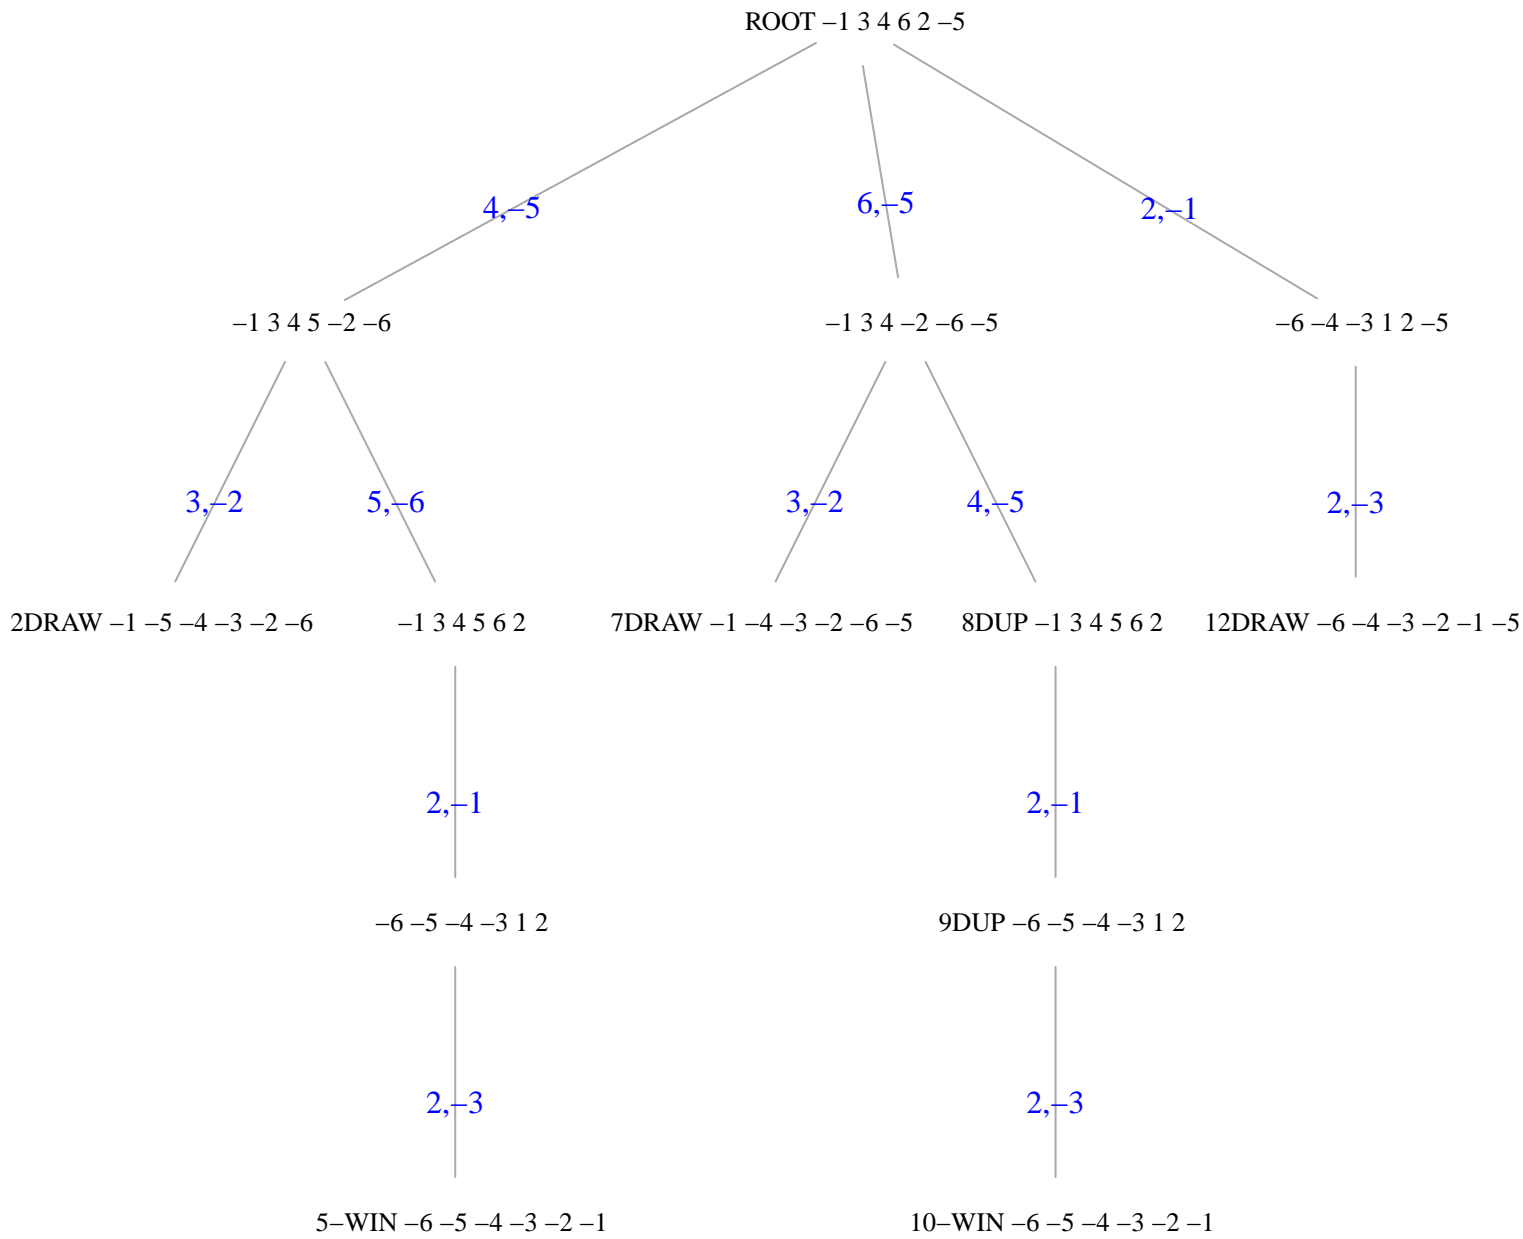 ROOT –1 3 4 6 2 –5
4,–5
6,–5
2,–1
–1 3 4 5 –2 –6
–1 3 4 –2 –6 –5
–6 –4 –3 1 2 –5
3,–2
5,–6
3,–2
4,–5
2,–3
2DRAW –1 –5 –4 –3 –2 –6
–1 3 4 5 6 2
7DRAW –1 –4 –3 –2 –6 –5
8DUP –1 3 4 5 6 2
12DRAW –6 –4 –3 –2 –1 –5
2,–1
2,–1
–6 –5 –4 –3 1 2
9DUP –6 –5 –4 –3 1 2
2,–3
2,–3
5–WIN –6 –5 –4 –3 –2 –1
10–WIN –6 –5 –4 –3 –2 –1